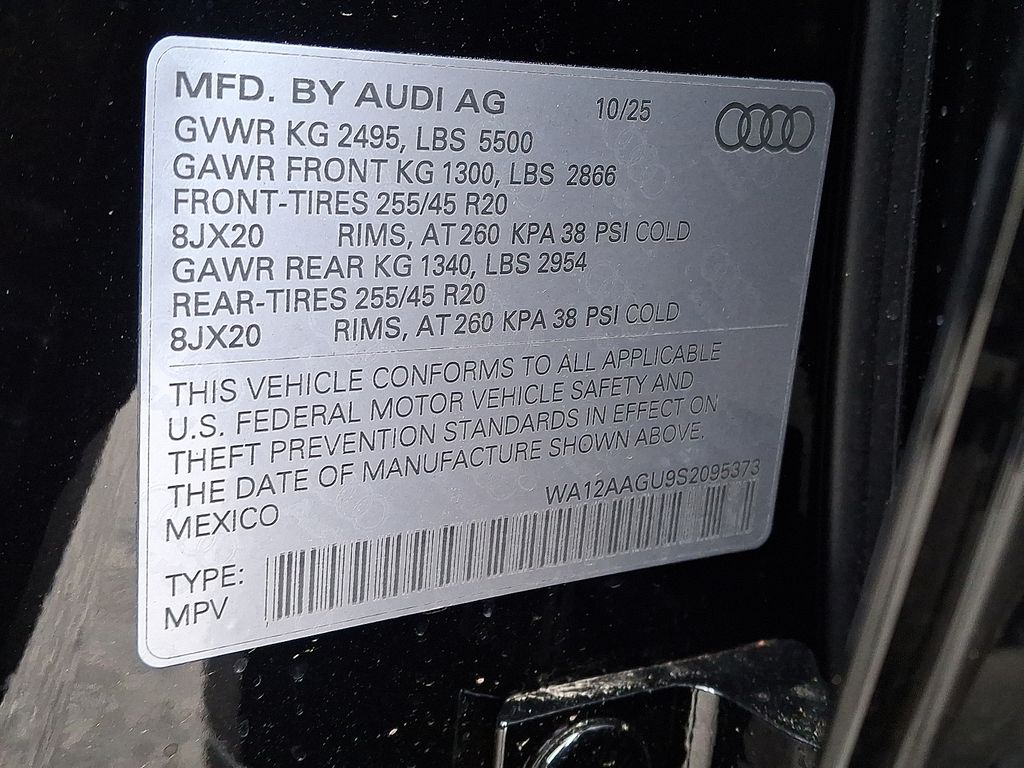 MFD. BY AUDI AG 10/25
GVWR KG 2495, LBS 5500
GAWR FRONT KG 1300, LBS 2866
FRONT-TIRES 255/45 R20
8JX20 RIMS, AT 260 KPA 38 PSI COLD
GAWR REAR KG 1340, LBS 2954
REAR-TIRES 255/45 R20
8JX20 RIMS, AT 260 KPA 38 PSI COLD
THIS VEHICLE CONFORMS TO ALL APPLICABLE
U.S. FEDERAL MOTOR VEHICLE SAFETY AND
THEFT PREVENTION STANDARDS IN EFFECT ON
THE DATE OF MANUFACTURE SHOWN ABOVE.
MEXICO WA12AAGU9S2095373
TYPE:
MPV